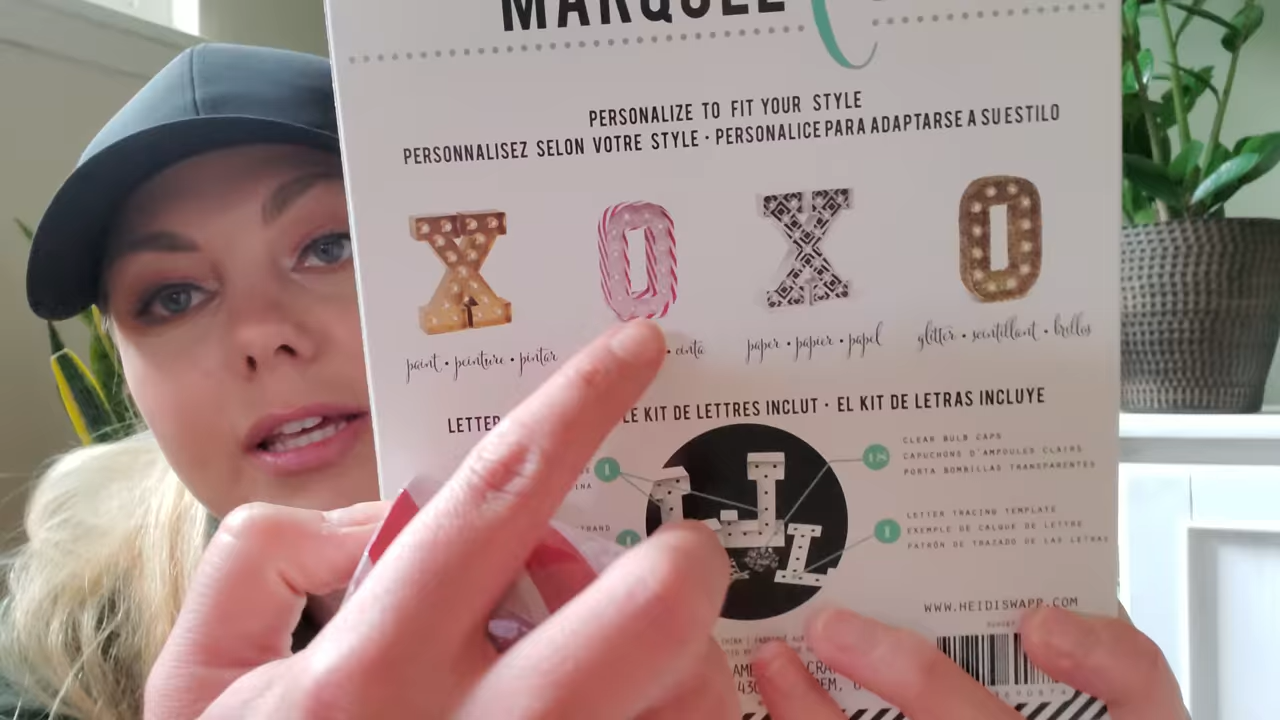 MARQUEE
PERSONALIZE TO FIT YOUR STYLE
PERSONNALISEZ SELON VOTRE STYLE • PERSONALICE PARA ADAPTARSE A SU ESTILO
paint • peinture • pintar
• cinta
paper • papier • papel
glitter • scintillant • brillos
LETTER
LE KIT DE LETTRES INCLUT • EL KIT DE LETRAS INCLUYE
1
18
CLEAR BULB CAPS
CAPUCHONS D'AMPOULES CLAIRS
PORTA BOMBILLAS TRANSPARENTES
1
LETTER TRACING TEMPLATE
EXEMPLE DE CALQUE DE LETTRE
PATRÓN DE TRAZADO DE LAS LETRAS
WWW.HEIDISWAPP.COM